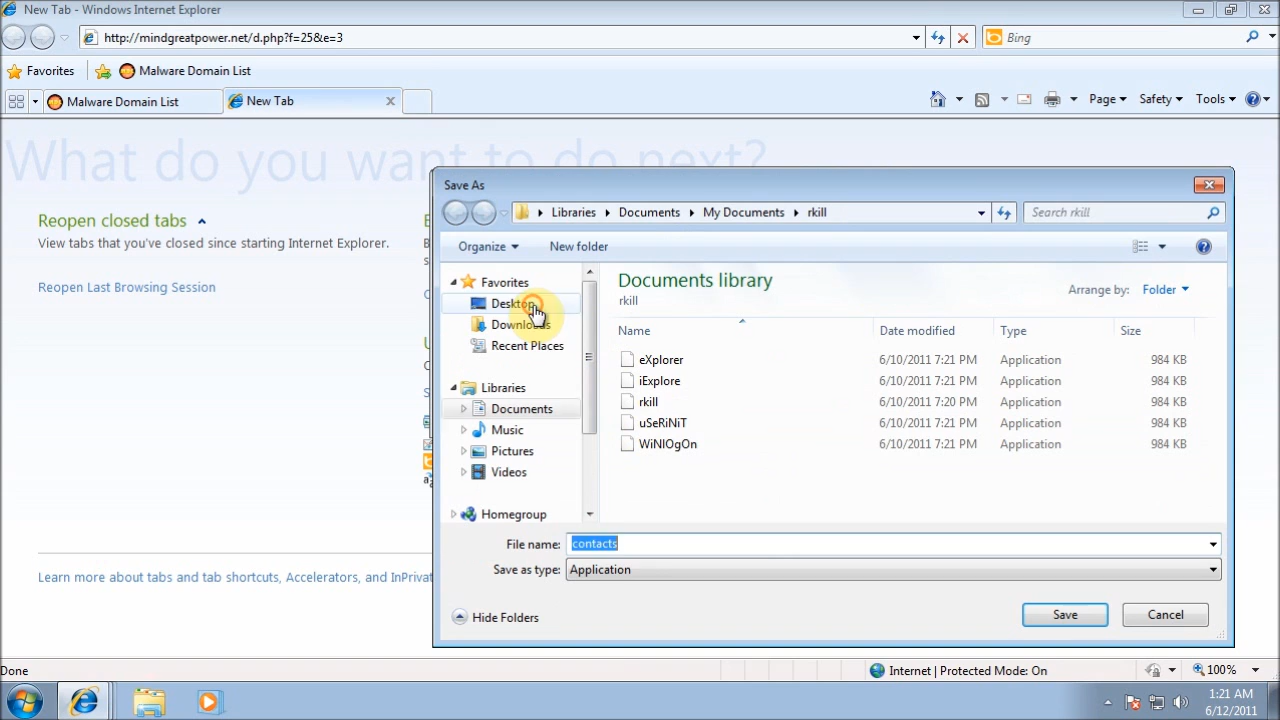 New Tab - Windows Internet Explorer
http://mindgreatpower.net/d.php?f=25&e=3
Bing
Favorites
Malware Domain List
Malware Domain List
New Tab
Page
Safety
Tools
What do you want to do next?
Save As
Libraries
Documents
My Documents
rkill
Search rkill
Reopen closed tabs
View tabs that you've closed since starting Internet Explorer.
Reopen Last Browsing Session
Organize
New folder
Favorites
Desktop
Downloads
Recent Places
Libraries
Documents
Music
Pictures
Videos
Homegroup
Documents library
rkill
Arrange by: Folder
Name Date modified Type Size
eXplorer 6/10/2011 7:21 PM Application 984 KB
iExplore 6/10/2011 7:21 PM Application 984 KB
rkill 6/10/2011 7:20 PM Application 984 KB
uSeRiNiT 6/10/2011 7:21 PM Application 984 KB
WiNlOgOn 6/10/2011 7:21 PM Application 984 KB
File name: contacts
Save as type: Application
Hide Folders
Save
Cancel
Learn more about tabs and tab shortcuts, Accelerators, and InPrivat
Done
Internet | Protected Mode: On
100%
1:21 AM
6/12/2011